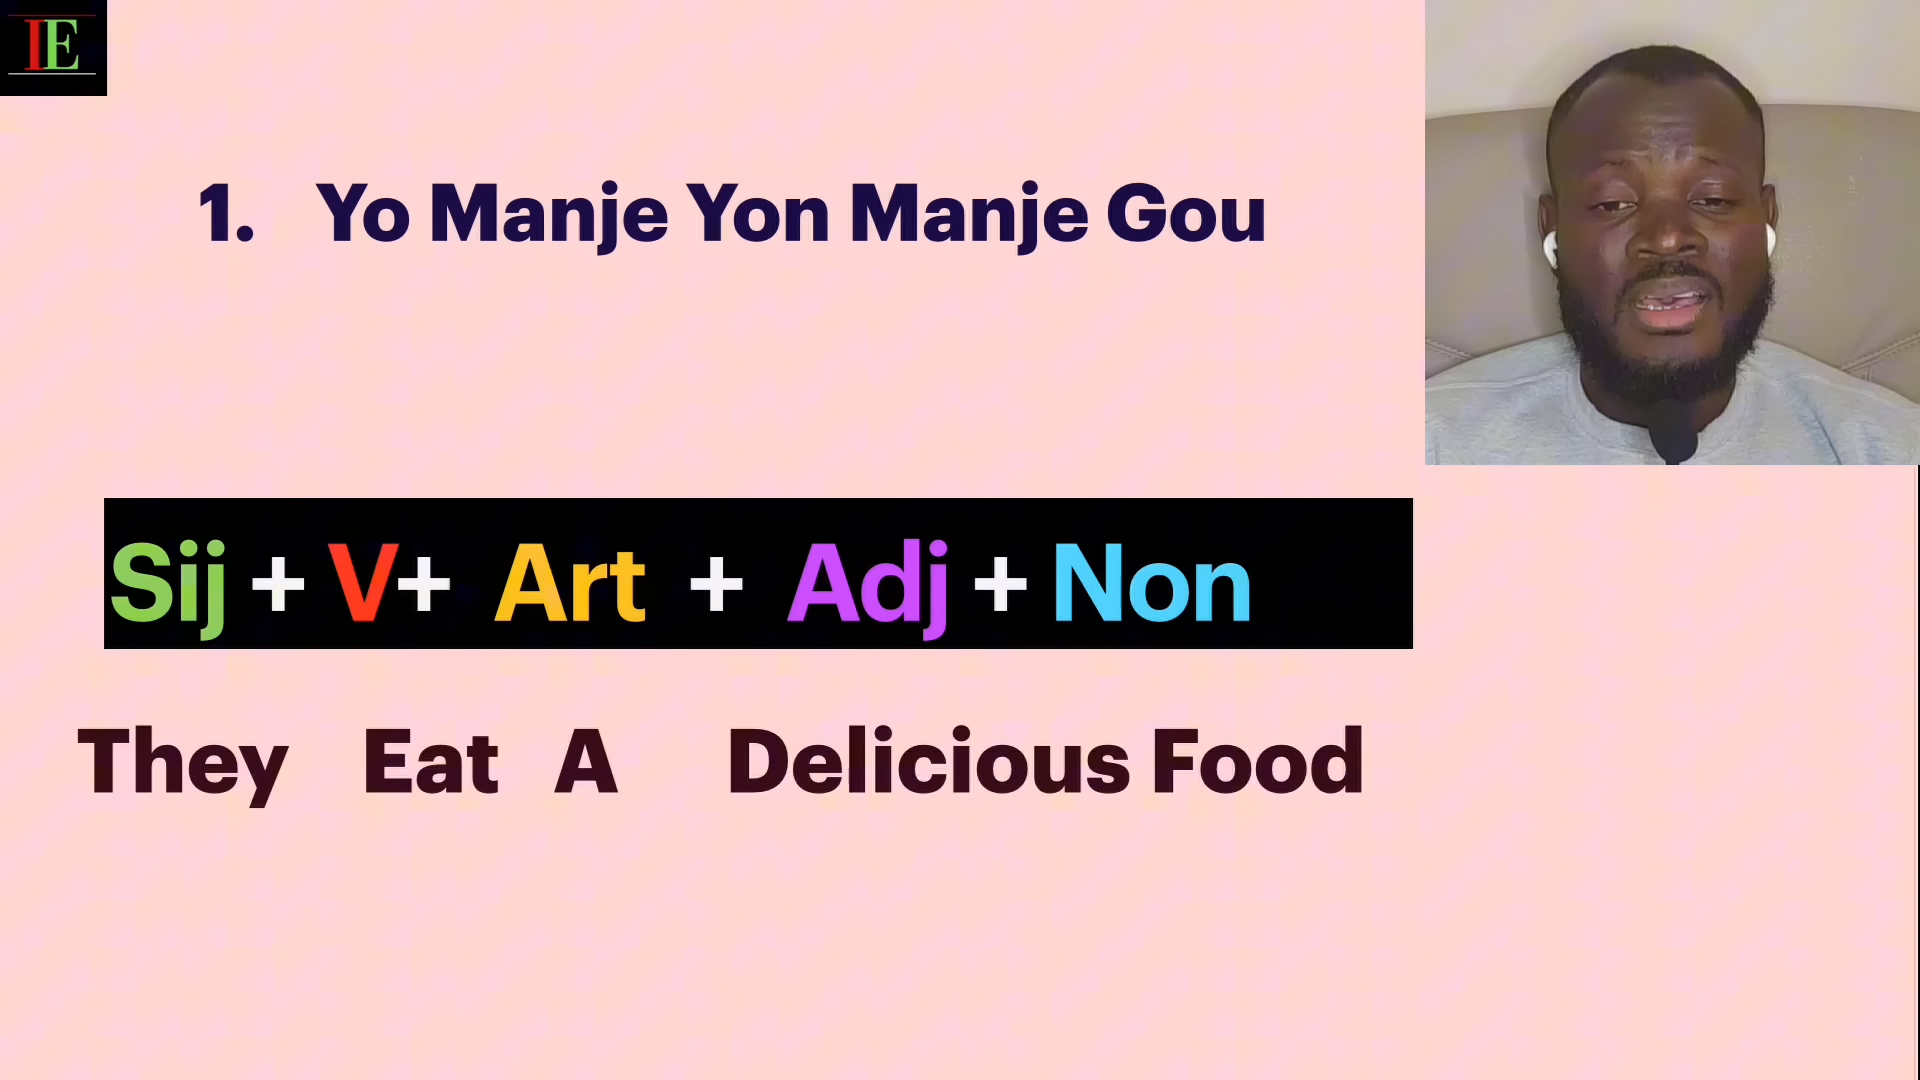 IE
1. Yo Manje Yon Manje Gou
Sij + V+ Art + Adj + Non
They Eat A Delicious Food